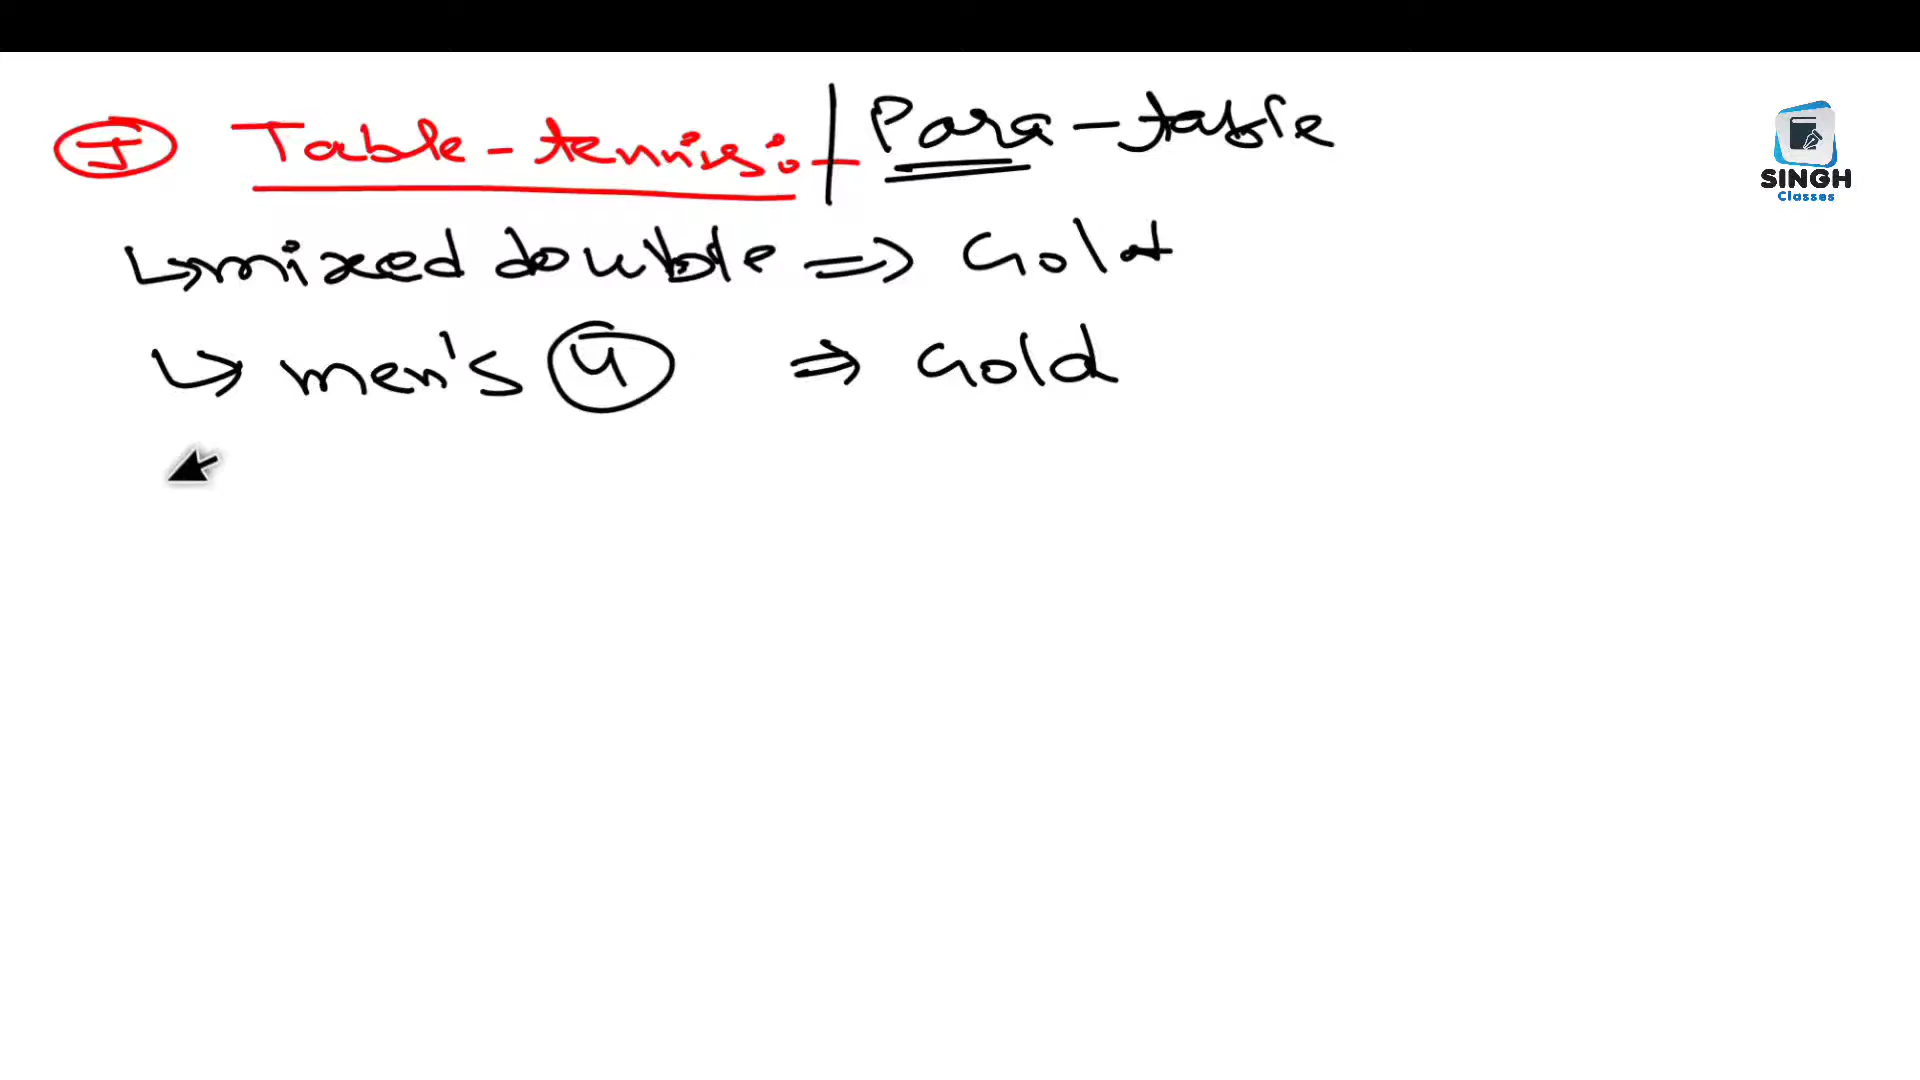 J Table-tennis:- | Para-table
↳ mixed double ⇒ Gold
↳ men's 4 ⇒ Gold
SINGH
Classes